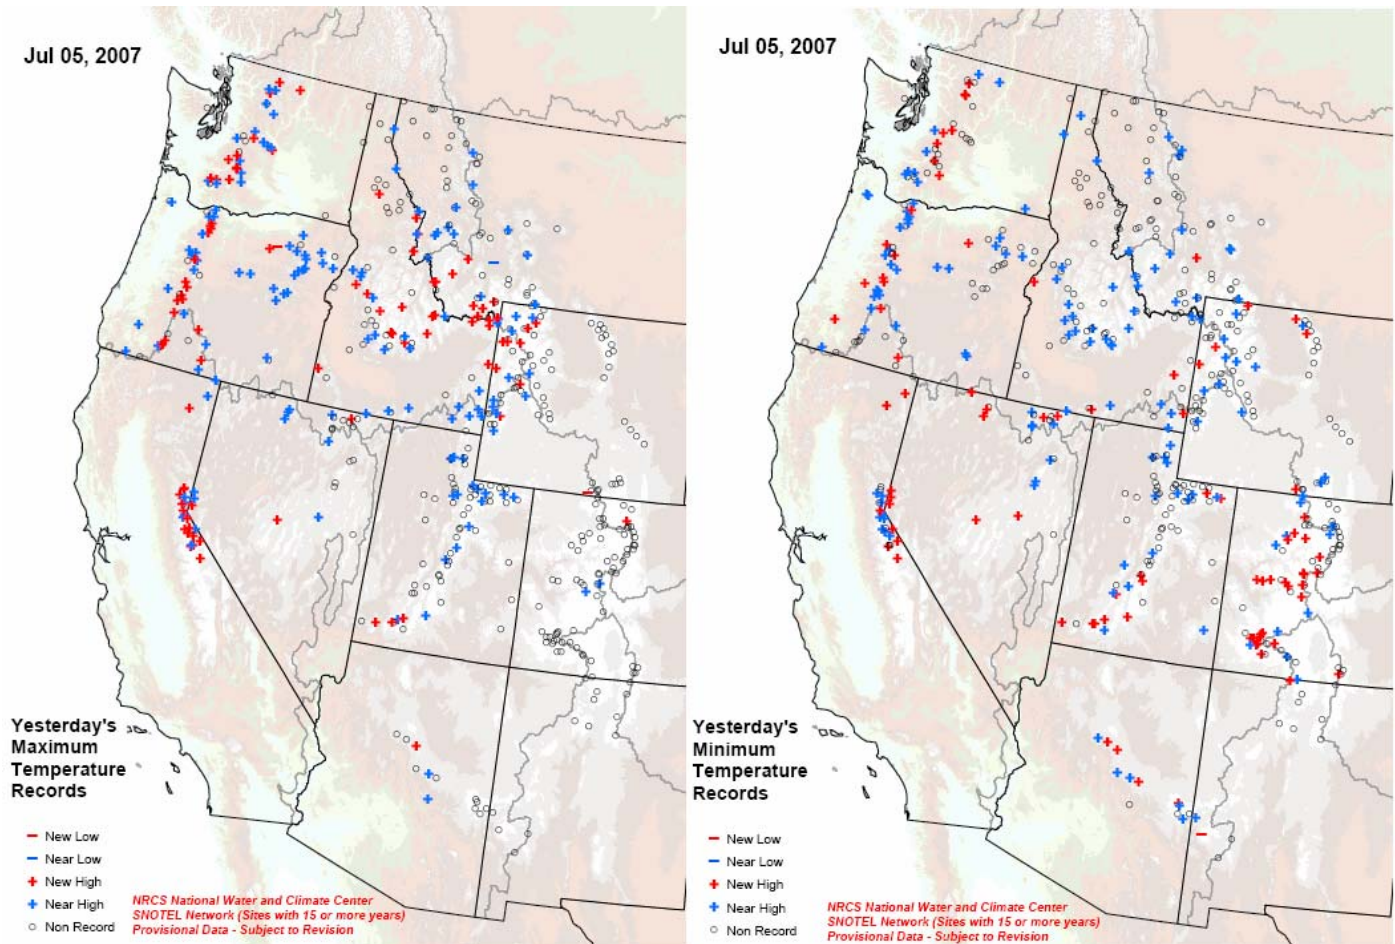 Jul 05, 2007
Yesterday's
Maximum
Temperature
Records
New Low
Near Low
New High
Near High
Non Record
NRCS National Water and Climate Center
SNOTEL Network (Sites with 15 or more years)
Provisional Data - Subject to Revision
Jul 05, 2007
Yesterday's
Minimum
Temperature
Records
New Low
Near Low
New High
Near High
Non Record
NRCS National Water and Climate Center
SNOTEL Network (Sites with 15 or more years)
Provisional Data - Subject to Revision